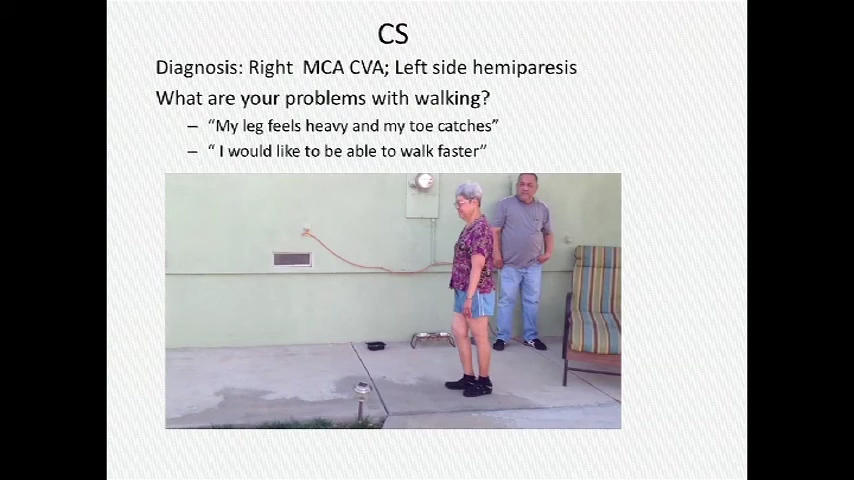 CS
Diagnosis: Right MCA CVA; Left side hemiparesis
What are your problems with walking?
– “My leg feels heavy and my toe catches”
– “ I would like to be able to walk faster”